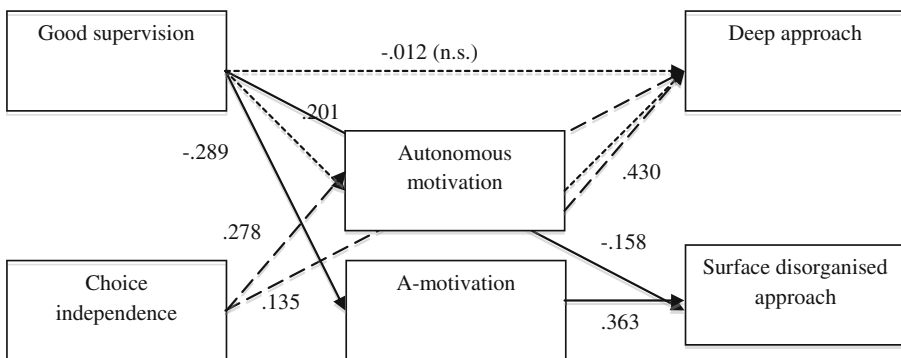 Good supervision
Deep approach
-.012 (n.s.)
.201
-.289
Autonomous
motivation
.430
.278
-.158
Choice
independence
.135
A-motivation
Surface disorganised
approach
.363